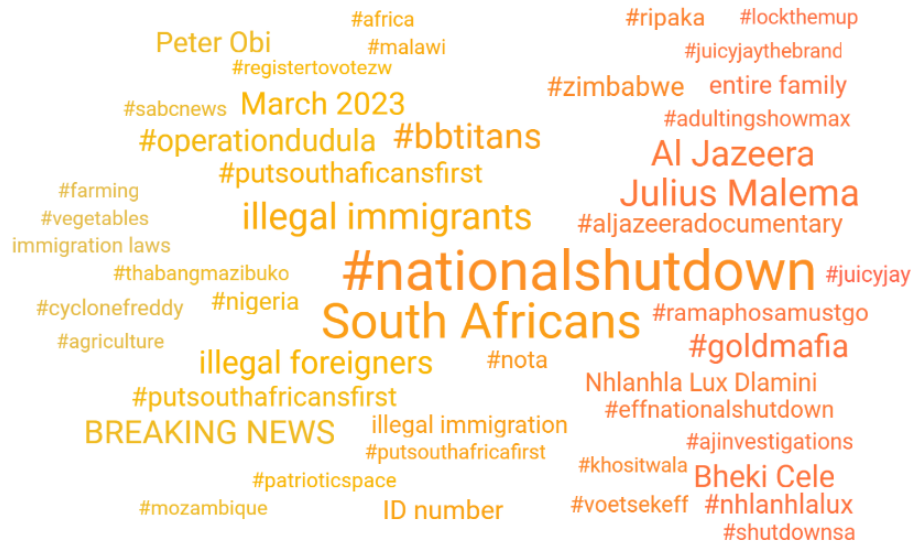 #africa
#ripaka
#lockthemup
Peter Obi
#malawi
#juicyjaythebrand
#registertovotezw
#zimbabwe
entire family
#sabcnews
March 2023
#adultingshowmax
#operationdudula
#bbtitans
Al Jazeera
#putsouthaficansfirst
#farming
Julius Malema
#vegetables
illegal immigrants
#aljazeeradocumentary
immigration laws
#thabangmazibuko
#nationalshutdown
#juicyjay
#cyclonefreddy
#nigeria
South Africans
#ramaphosamustgo
#agriculture
illegal foreigners
#nota
#goldmafia
Nhlanhla Lux Dlamini
#putsouthafricansfirst
#effnationalshutdown
BREAKING NEWS
illegal immigration
#ajinvestigations
#putsouthafricafirst
#khositwala
#patrioticspace
Bheki Cele
#mozambique
ID number
#voetsekeff
#nhlanhlalux
#shutdownsa